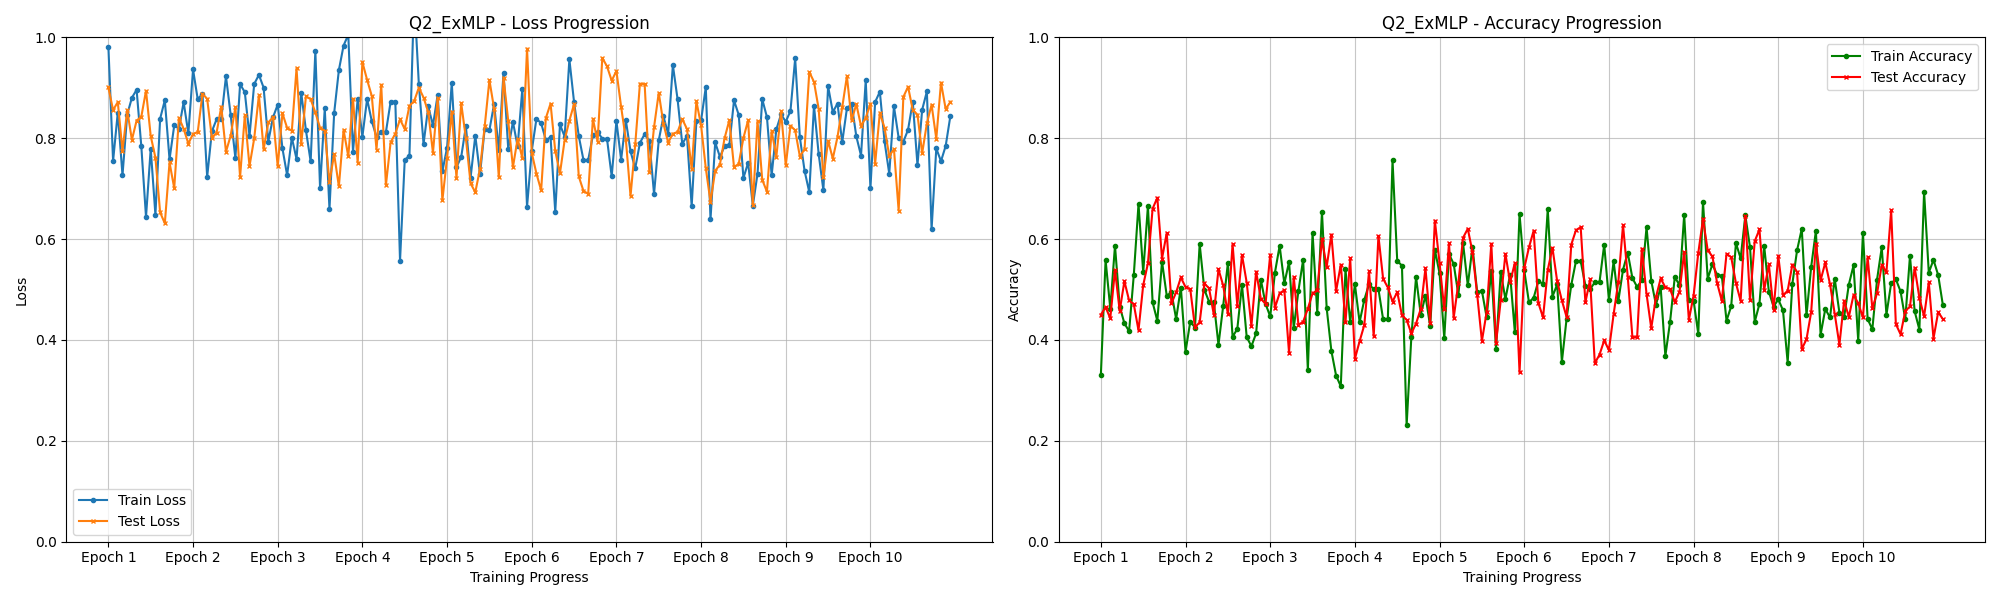 Q2_ExMLP - Loss Progression
1.0
0.8
0.6
0.4
0.2
0.0
Loss
Train Loss
Test Loss
Epoch 1 Epoch 2 Epoch 3 Epoch 4 Epoch 5 Epoch 6 Epoch 7 Epoch 8 Epoch 9 Epoch 10
Training Progress
Q2_ExMLP - Accuracy Progression
1.0
0.8
0.6
0.4
0.2
0.0
Accuracy
Train Accuracy
Test Accuracy
Epoch 1 Epoch 2 Epoch 3 Epoch 4 Epoch 5 Epoch 6 Epoch 7 Epoch 8 Epoch 9 Epoch 10
Training Progress